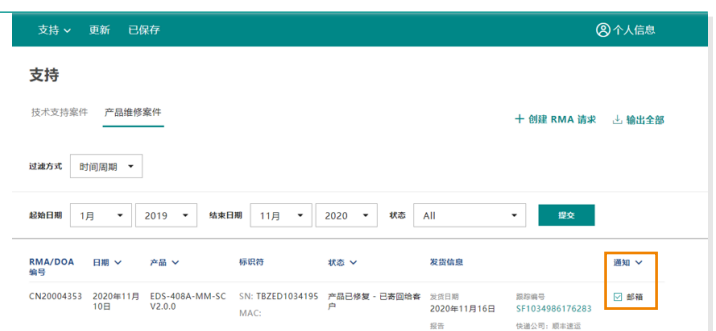 支持 更新 已保存 个人信息
支持
技术支持案件 产品维修案件
创建 RMA 请求 输出全部
过滤方式 时间周期
起始日期 1月 2019 结束日期 11月 2020 状态 All 提交
RMA/DOA 编号 日期 产品 标识符 状态 发货信息 通知
CN20004353 2020年11月10日 EDS-408A-MM-SC V2.0.0 SN: TBZED1034195 MAC: 产品已修复 - 已寄回给客户 发货日期 2020年11月16日 报告 跟踪编号 SF1034986176283 快递公司: 顺丰速运 邮箱